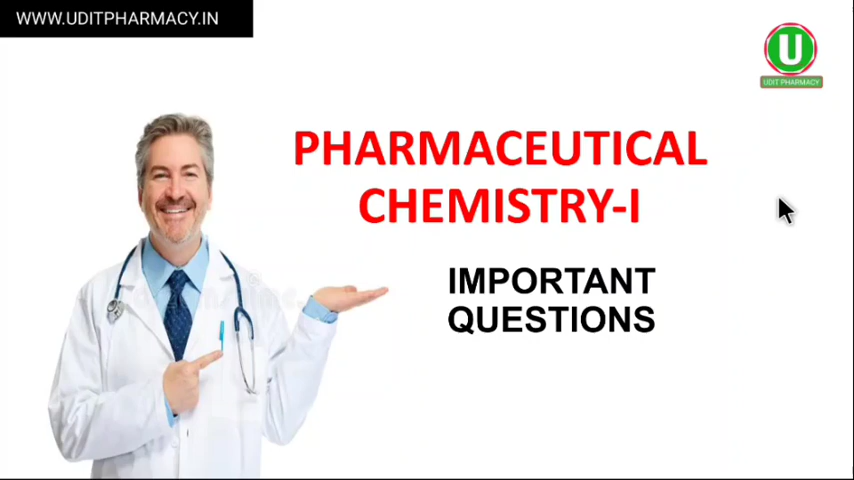 WWW.UDITPHARMACY.IN
U
UDIT PHARMACY
PHARMACEUTICAL
CHEMISTRY-I
IMPORTANT
QUESTIONS